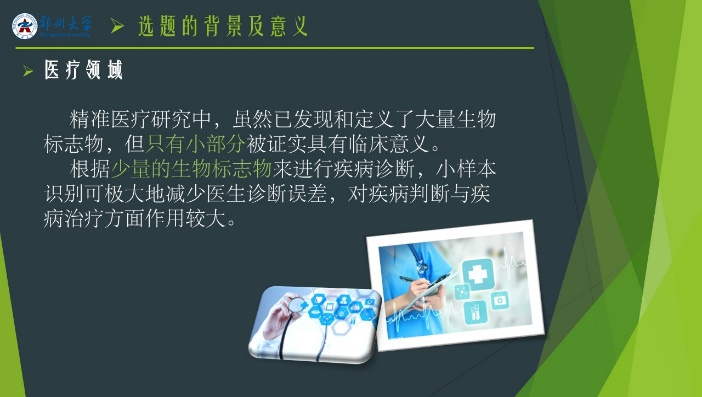 郑州大学
➢ 选题的背景及意义
➢ 医疗领域
精准医疗研究中，虽然已发现和定义了大量生物
标志物，但只有小部分被证实具有临床意义。
根据少量的生物标志物来进行疾病诊断，小样本
识别可极大地减少医生诊断误差，对疾病判断与疾
病治疗方面作用较大。